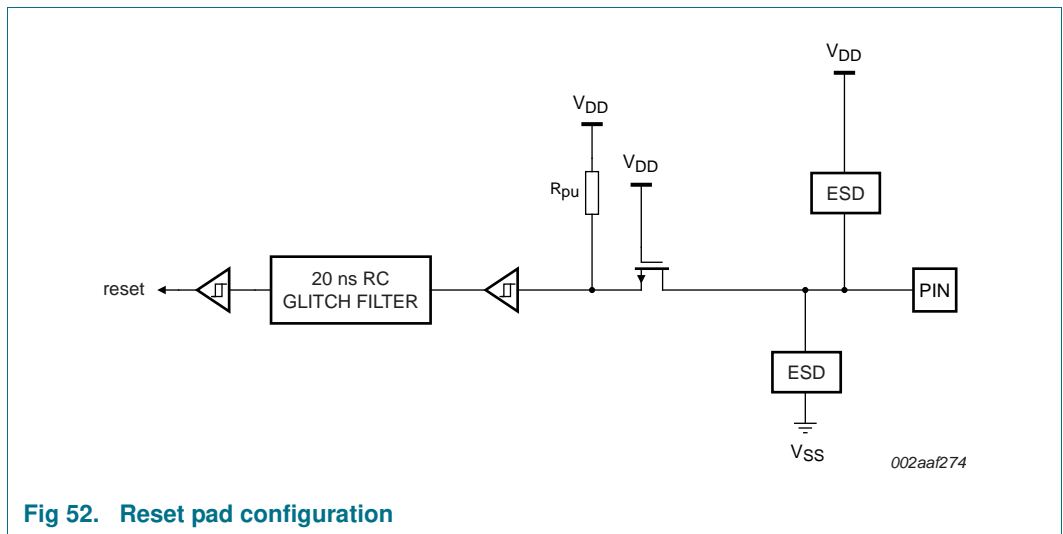 VDD
VDD
VDD
Rpu
ESD
reset
20 ns RC
GLITCH FILTER
PIN
ESD
VSS
002aaf274
Fig 52. Reset pad configuration